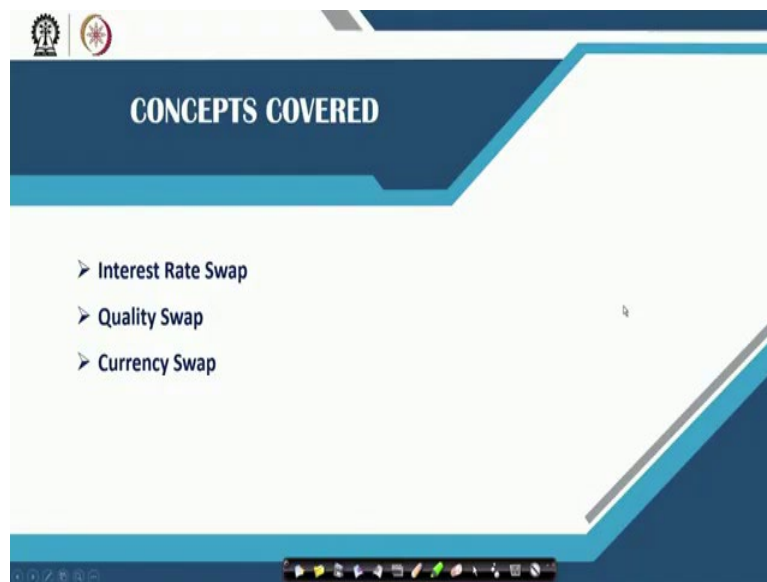 CONCEPTS COVERED
Interest Rate Swap
Quality Swap
Currency Swap